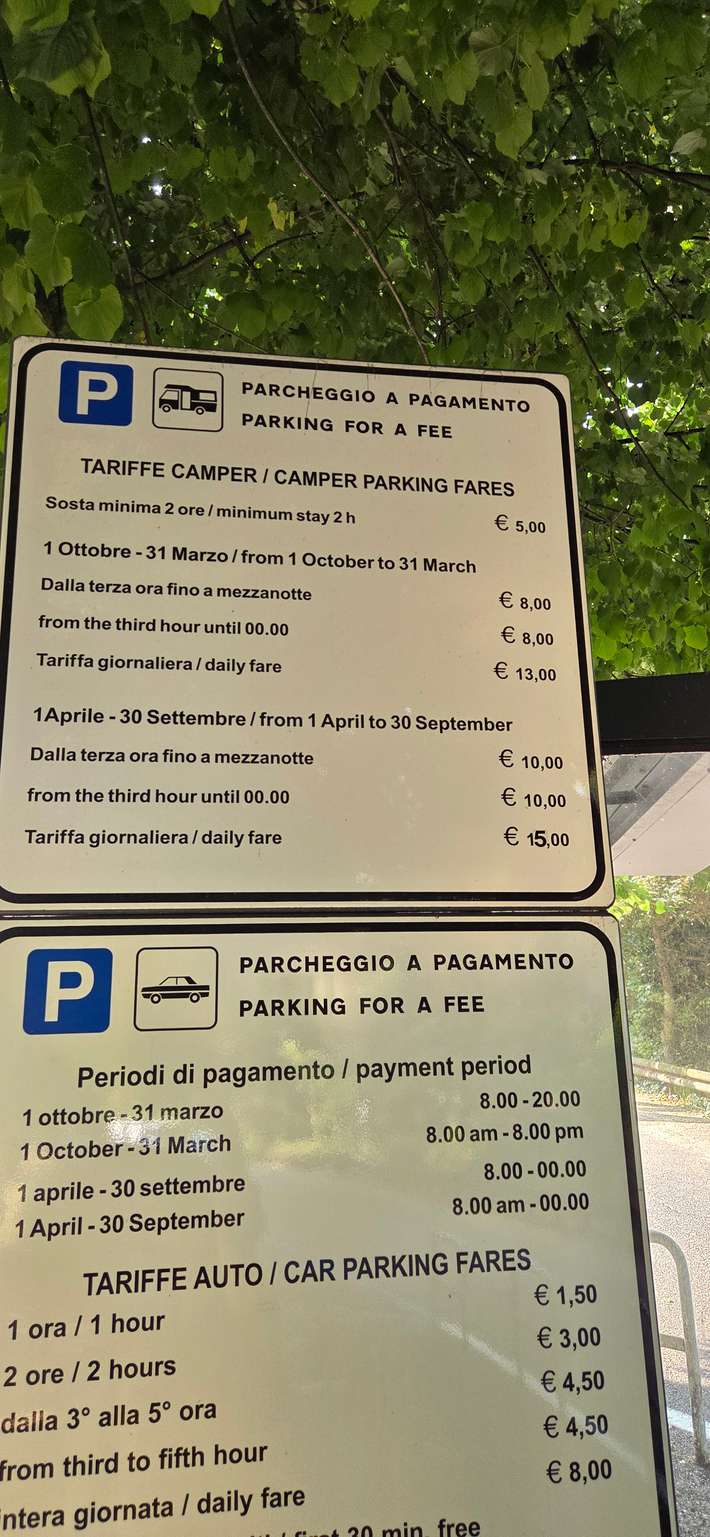 P PARCHEGGIO A PAGAMENTO
PARKING FOR A FEE
TARIFFE CAMPER / CAMPER PARKING FARES
Sosta minima 2 ore / minimum stay 2 h € 5,00
1 Ottobre - 31 Marzo / from 1 October to 31 March
Dalla terza ora fino a mezzanotte € 8,00
from the third hour until 00.00 € 8,00
Tariffa giornaliera / daily fare € 13,00
1Aprile - 30 Settembre / from 1 April to 30 September
Dalla terza ora fino a mezzanotte € 10,00
from the third hour until 00.00 € 10,00
Tariffa giornaliera / daily fare € 15,00
P PARCHEGGIO A PAGAMENTO
PARKING FOR A FEE
Periodi di pagamento / payment period
1 ottobre - 31 marzo 8.00 - 20.00
1 October - 31 March 8.00 am - 8.00 pm
1 aprile - 30 settembre 8.00 - 00.00
1 April - 30 September 8.00 am - 00.00
TARIFFE AUTO / CAR PARKING FARES
1 ora / 1 hour € 1,50
2 ore / 2 hours € 3,00
dalla 3° alla 5° ora € 4,50
from third to fifth hour € 4,50
intera giornata / daily fare € 8,00
/ first 20 min. free